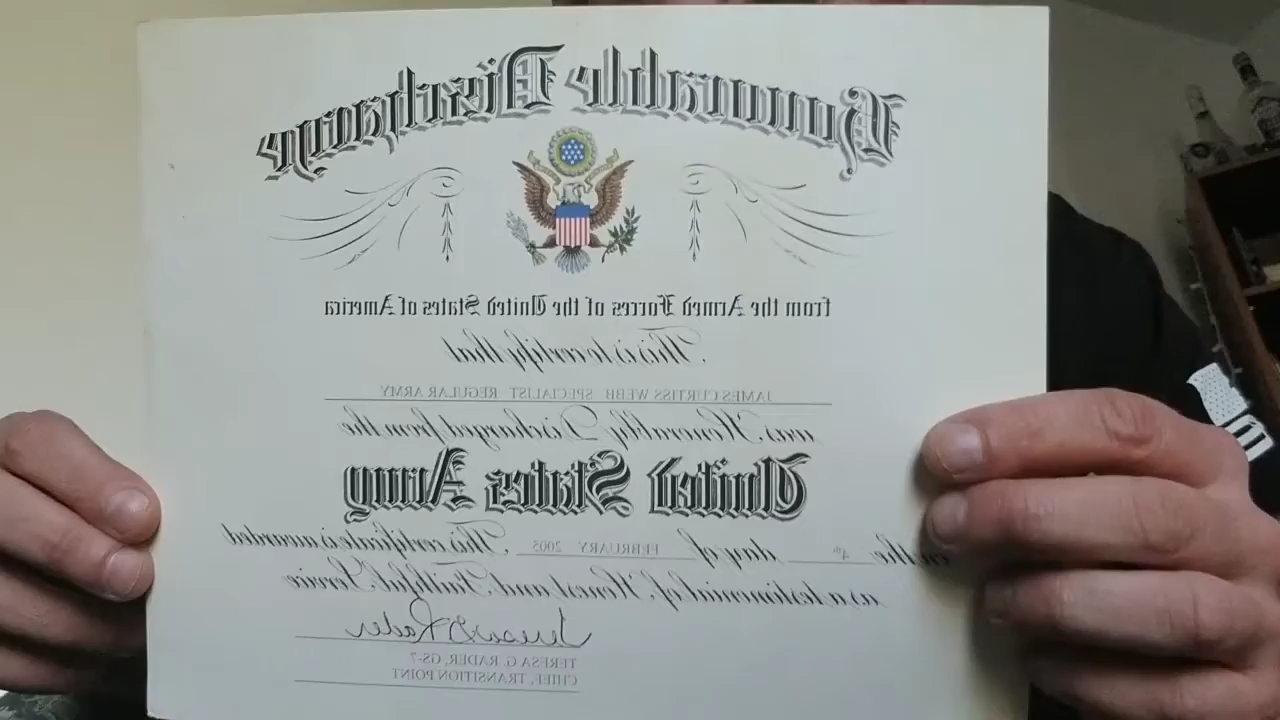 Honorable Discharge
from the Armed Forces of the United States of America
This is to certify that
JAMES CURTISS WEBB SPECIALIST REGULAR ARMY
was Honorably Discharged from the
United States Army
on the 4th day of FEBRUARY 2005 This certificate is awarded
as a testimonial of Honest and Faithful Service
Teresa G Rader
TERESA G. RADER, GS-7
CHIEF, TRANSITION POINT